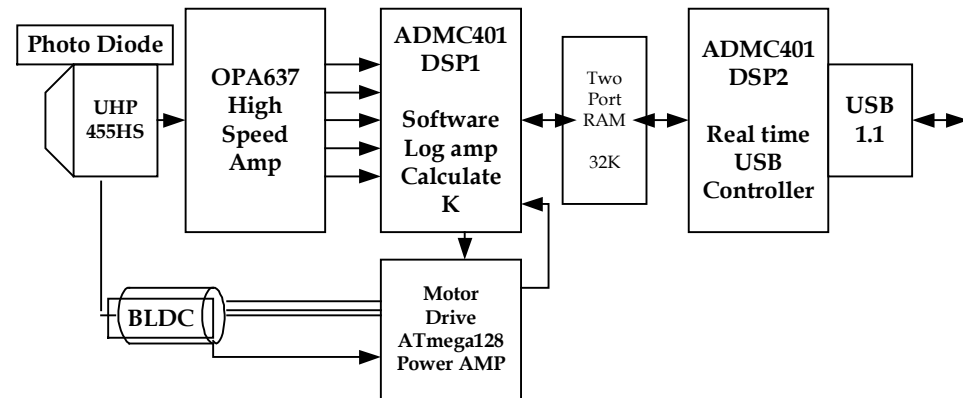 Photo Diode
UHP
455HS
OPA637
High
Speed
Amp
ADMC401
DSP1
Software
Log amp
Calculate
K
Two
Port
RAM
32K
ADMC401
DSP2
Real time
USB
Controller
USB
1.1
BLDC
Motor
Drive
ATmega128
Power AMP